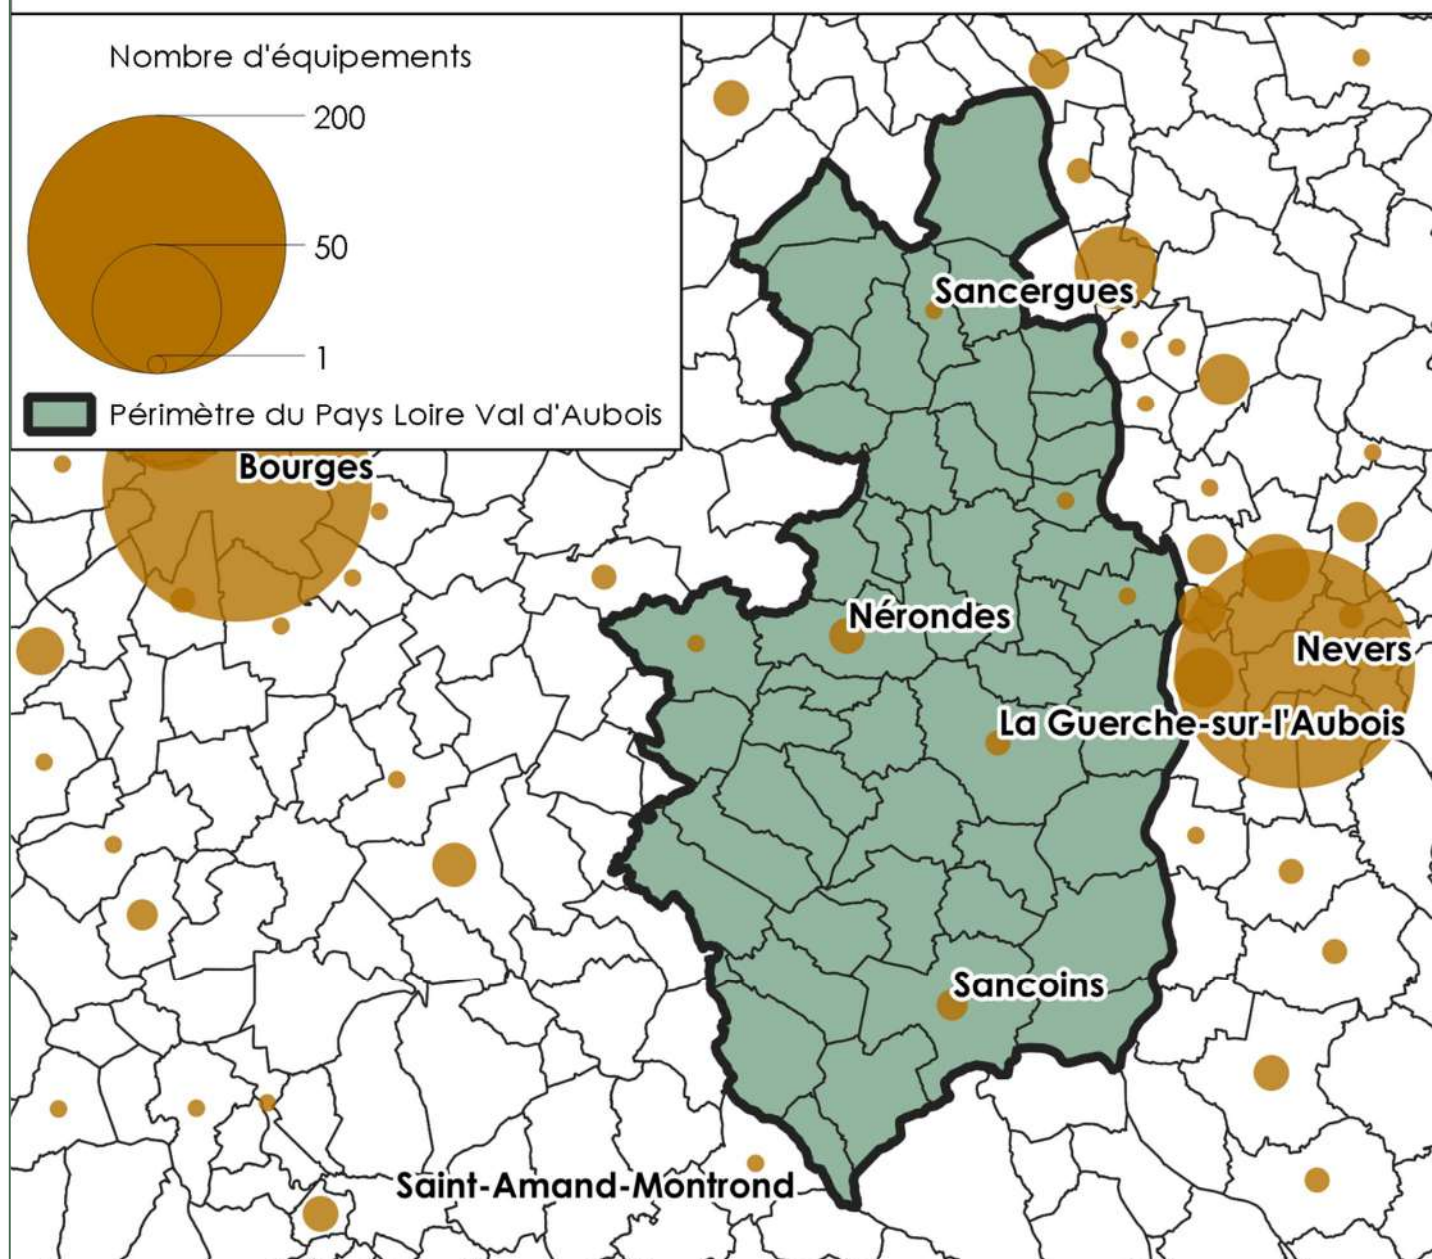 Nombre d'équipements
200
50
1
Périmètre du Pays Loire Val d'Aubois
Sancergues
Bourges
Nérondes
Nevers
La Guerche-sur-l'Aubois
Sancoins
Saint-Amand-Montrond